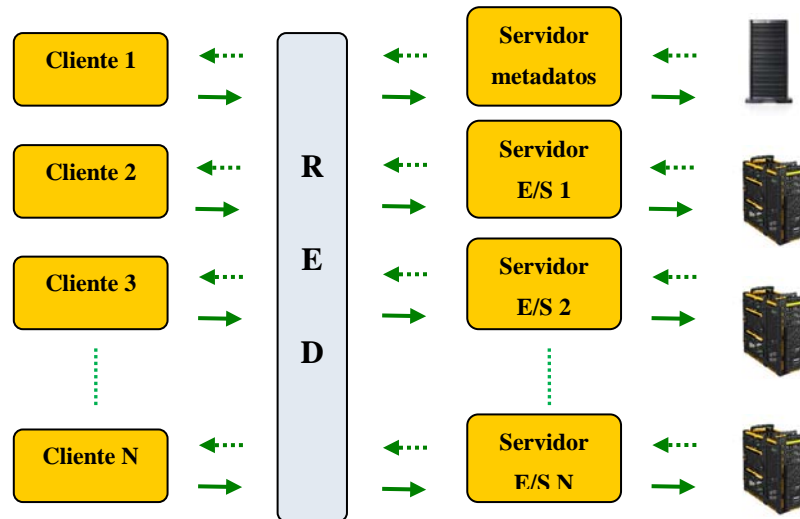 Cliente 1
Servidor
metadatos
Cliente 2
Servidor
E/S 1
Cliente 3
Servidor
E/S 2
Cliente N
Servidor
E/S N
R
E
D